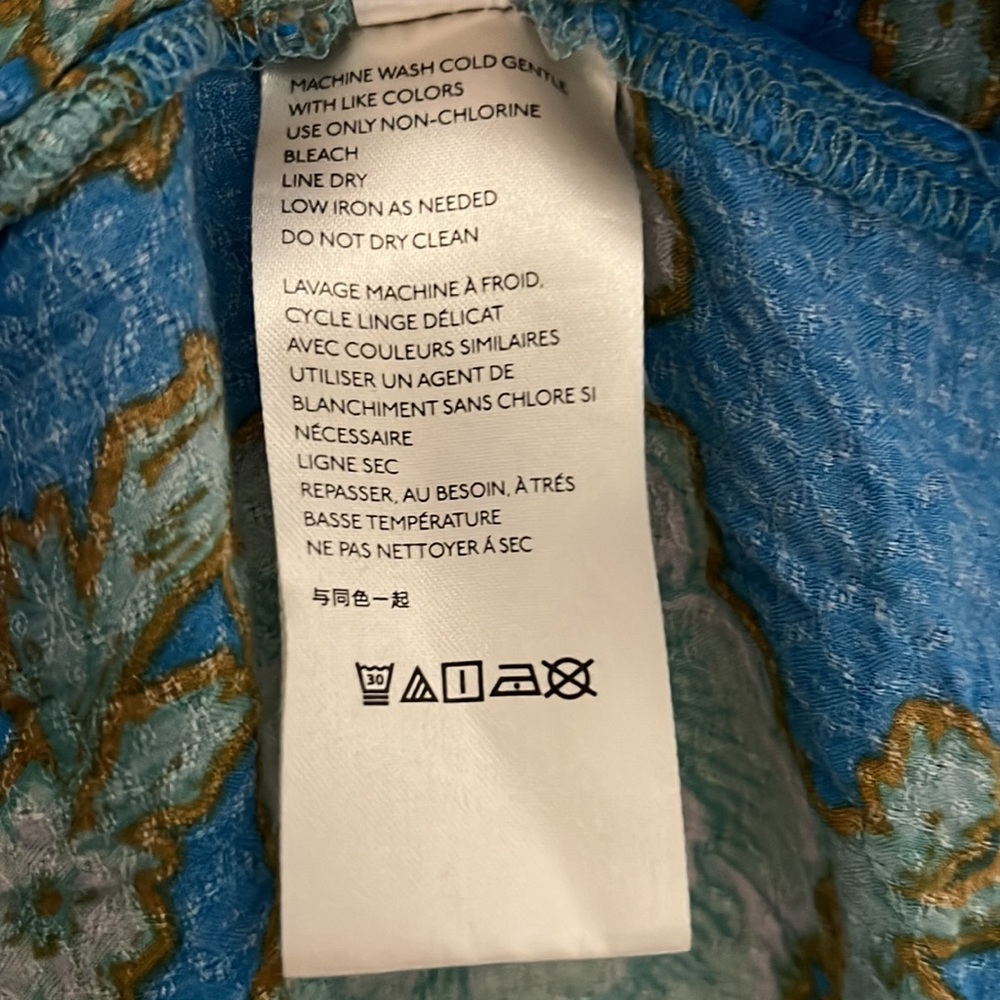 MACHINE WASH COLD GENTLE
WITH LIKE COLORS
USE ONLY NON-CHLORINE
BLEACH
LINE DRY
LOW IRON AS NEEDED
DO NOT DRY CLEAN
LAVAGE MACHINE À FROID,
CYCLE LINGE DÉLICAT
AVEC COULEURS SIMILAIRES
UTILISER UN AGENT DE
BLANCHIMENT SANS CHLORE SI
NÉCESSAIRE
LIGNE SEC
REPASSER, AU BESOIN, À TRÉS
BASSE TEMPÉRATURE
NE PAS NETTOYER Á SEC
与同色一起
30